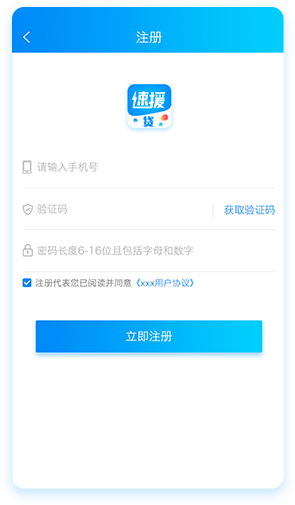 注册
速援
贷
请输入手机号
验证码
获取验证码
密码长度6-16位且包括字母和数字
注册代表您已阅读并同意《xxx用户协议》
立即注册